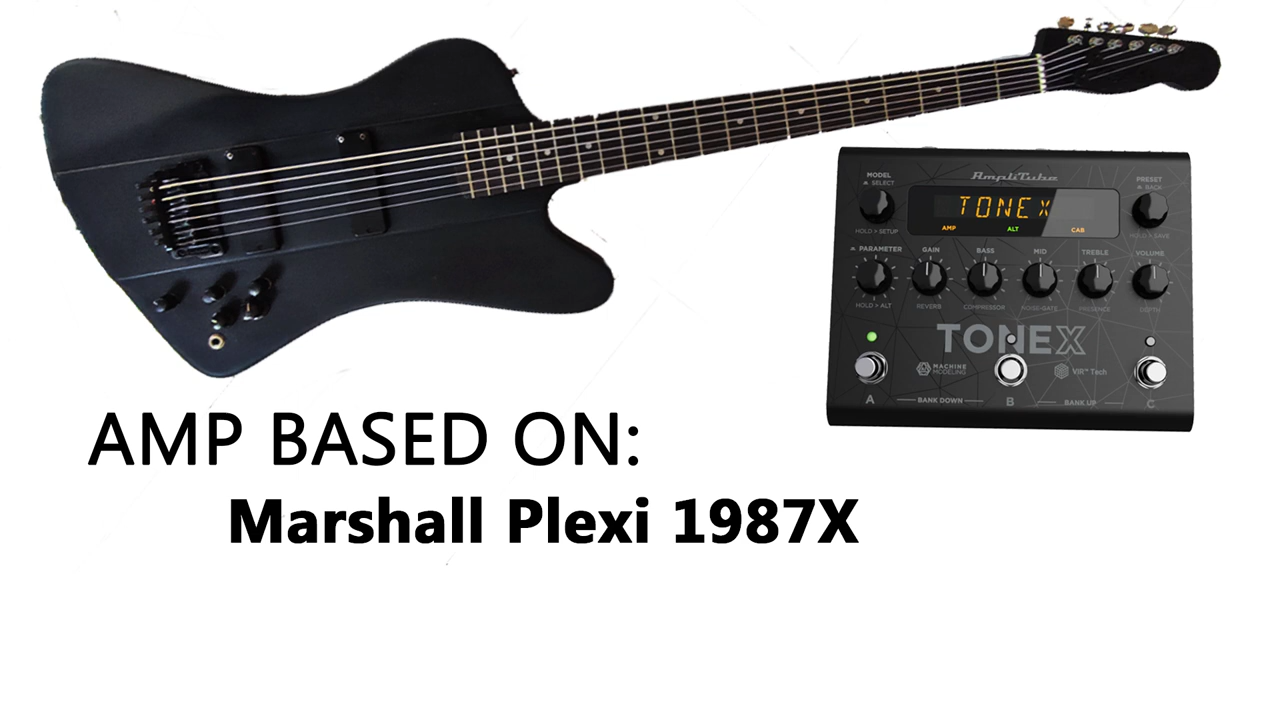 AmpliTube
MODEL
SELECT
HOLD > SETUP
TONEX
AMP ALT CAB
PRESET
BACK
HOLD > SAVE
PARAMETER GAIN BASS MID TREBLE VOLUME
HOLD > ALT REVERB COMPRESSOR NOISE-GATE PRESENCE DEPTH
TONEX
MACHINE
MODELING
VIR™ Tech
A BANK DOWN B BANK UP C
AMP BASED ON:
Marshall Plexi 1987X